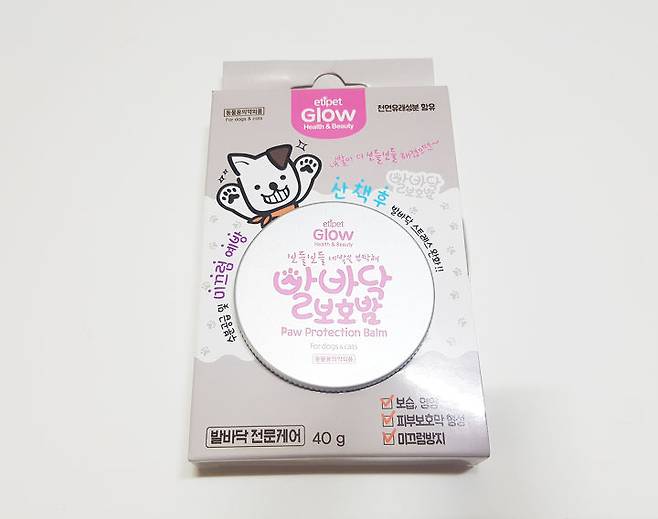 etipet
Glow
Health & Beauty
동물용의약외품
For dogs & cats
천연유래성분 함유
산책후
발바닥
보호밤
발바닥 스트레스 완화!!
미끄럼 예방
etipet
Glow
Health & Beauty
발바닥
보호밤
Paw Protection Balm
For dogs & cats
동물용의약외품
보습, 영양
피부보호막 형성
미끄럼방지
발바닥 전문케어 40 g